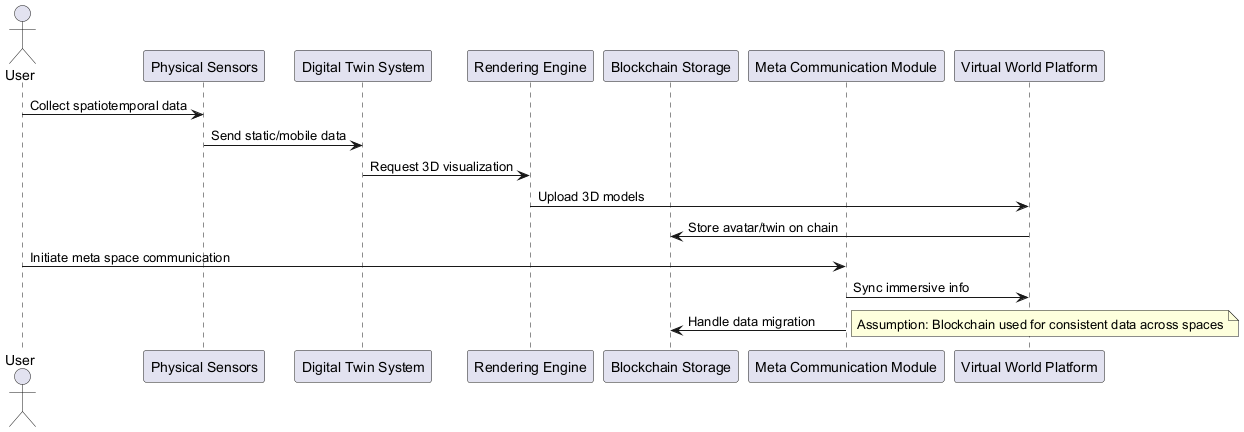 User
Physical Sensors
Digital Twin System
Rendering Engine
Blockchain Storage
Meta Communication Module
Virtual World Platform
Collect spatiotemporal data
Send static/mobile data
Request 3D visualization
Upload 3D models
Store avatar/twin on chain
Initiate meta space communication
Sync immersive info
Handle data migration
Assumption: Blockchain used for consistent data across spaces
User
Physical Sensors
Digital Twin System
Rendering Engine
Blockchain Storage
Meta Communication Module
Virtual World Platform